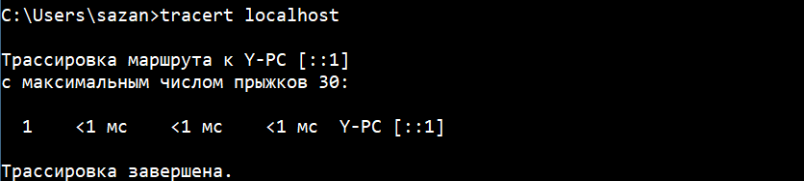 C:\Users\sazan>tracert localhost
Трассировка маршрута к Y-PC [::1]
с максимальным числом прыжков 30:
1 <1 мс <1 мс <1 мс Y-PC [::1]
Трассировка завершена.